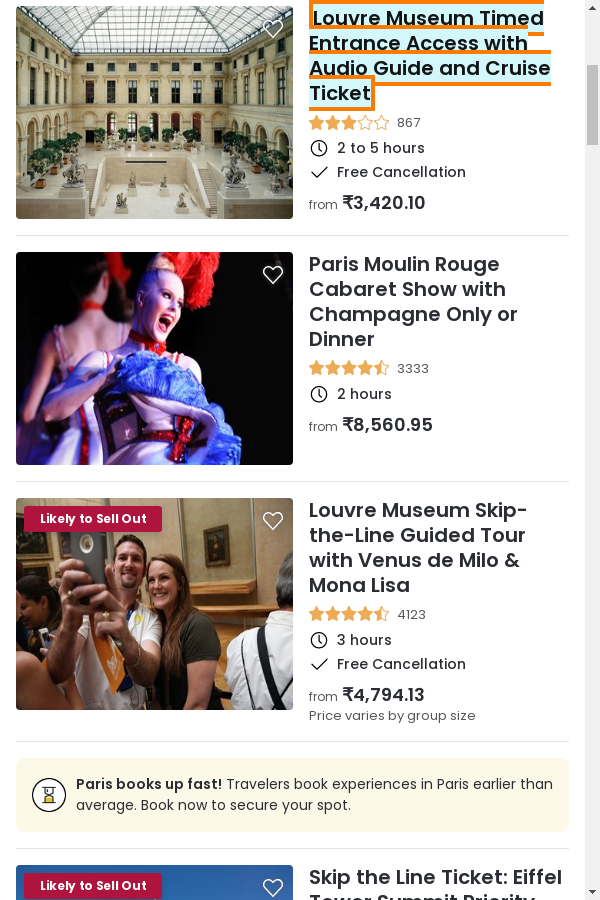 Louvre Museum Timed
Entrance Access with
Audio Guide and Cruise
Ticket
867
2 to 5 hours
Free Cancellation
from ₹3,420.10
Paris Moulin Rouge
Cabaret Show with
Champagne Only or
Dinner
3333
2 hours
from ₹8,560.95
Likely to Sell Out
Louvre Museum Skip-
the-Line Guided Tour
with Venus de Milo &
Mona Lisa
4123
3 hours
Free Cancellation
from ₹4,794.13
Price varies by group size
Paris books up fast! Travelers book experiences in Paris earlier than
average. Book now to secure your spot.
Likely to Sell Out
Skip the Line Ticket: Eiffel
Tower Summit Priority